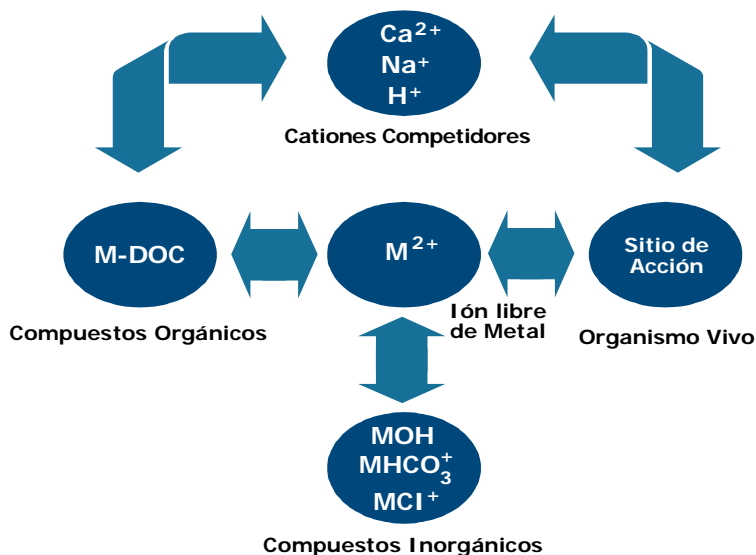 Ca²⁺
Na⁺
H⁺
Cationes Competidores
M-DOC
M²⁺
Sitio de
Acción
Compuestos Orgánicos
Ión libre
de Metal
Organismo Vivo
MOH
MHCO₃⁺
MCI⁺
Compuestos Inorgánicos